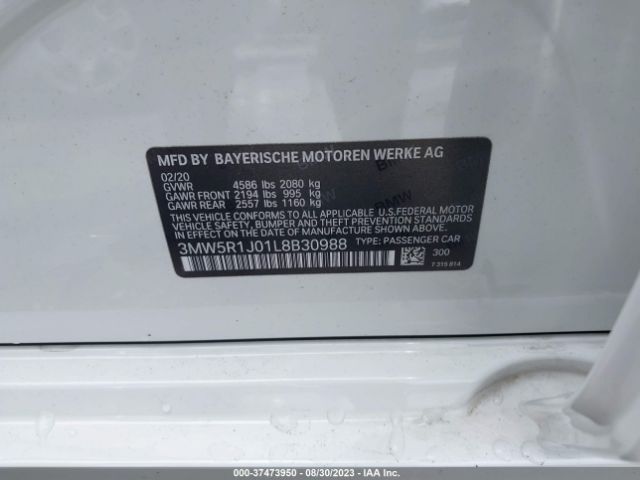 MFD BY BAYERISCHE MOTOREN WERKE AG
02/20
GVWR 4586 lbs 2080 kg
GAWR FRONT 2194 lbs 995 kg
GAWR REAR 2557 lbs 1160 kg
THIS VEHICLE CONFORMS TO ALL APPLICABLE U.S.FEDERAL MOTOR
VEHICLE SAFETY, BUMPER, AND THEFT PREVENTION STANDARDS
IN EFFECT ON THE DATE OF MANUFACTURE SHOWN ABOVE.
3MW5R1J01L8B30988 TYPE: PASSENGER CAR
300
7 315 814
BMW
000-37473950 - 08/30/2023 - IAA Inc.